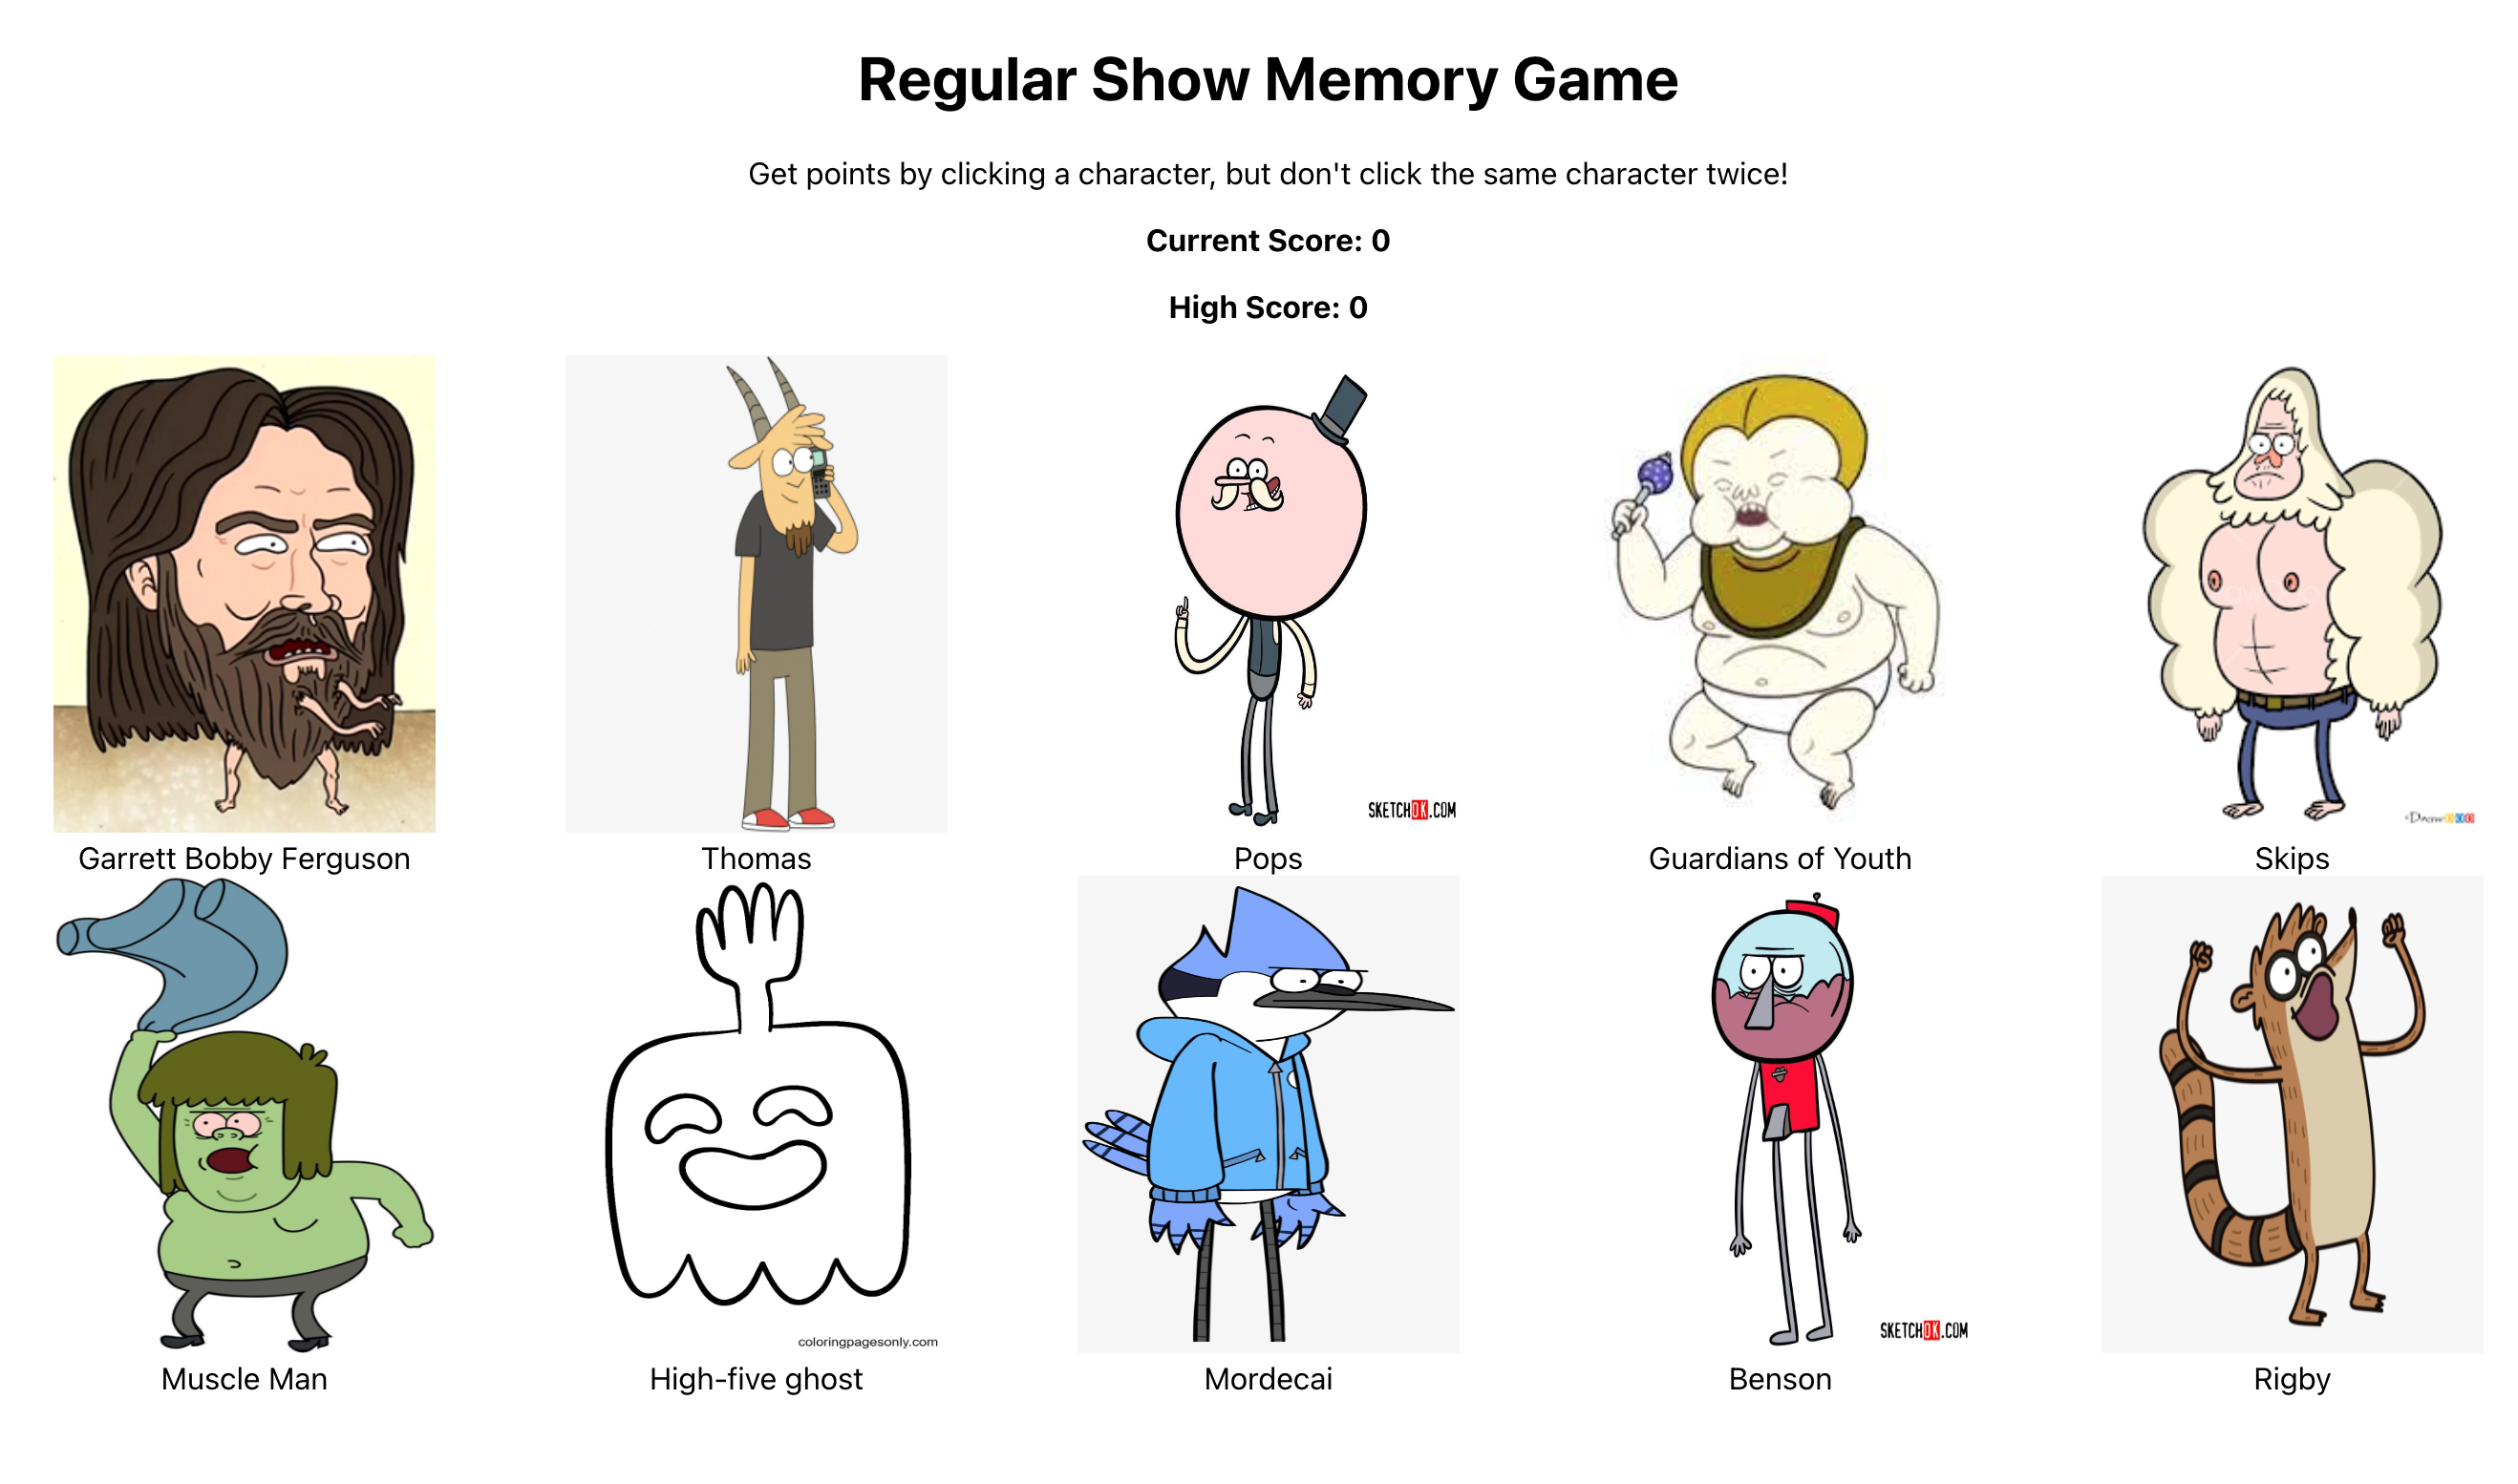 Regular Show Memory Game
Get points by clicking a character, but don't click the same character twice!
Current Score: 0
High Score: 0
SKETCHOK.COM
Garrett Bobby Ferguson
Thomas
Pops
Guardians of Youth
Skips
coloringpagesonly.com
SKETCHOK.COM
Muscle Man
High-five ghost
Mordecai
Benson
Rigby